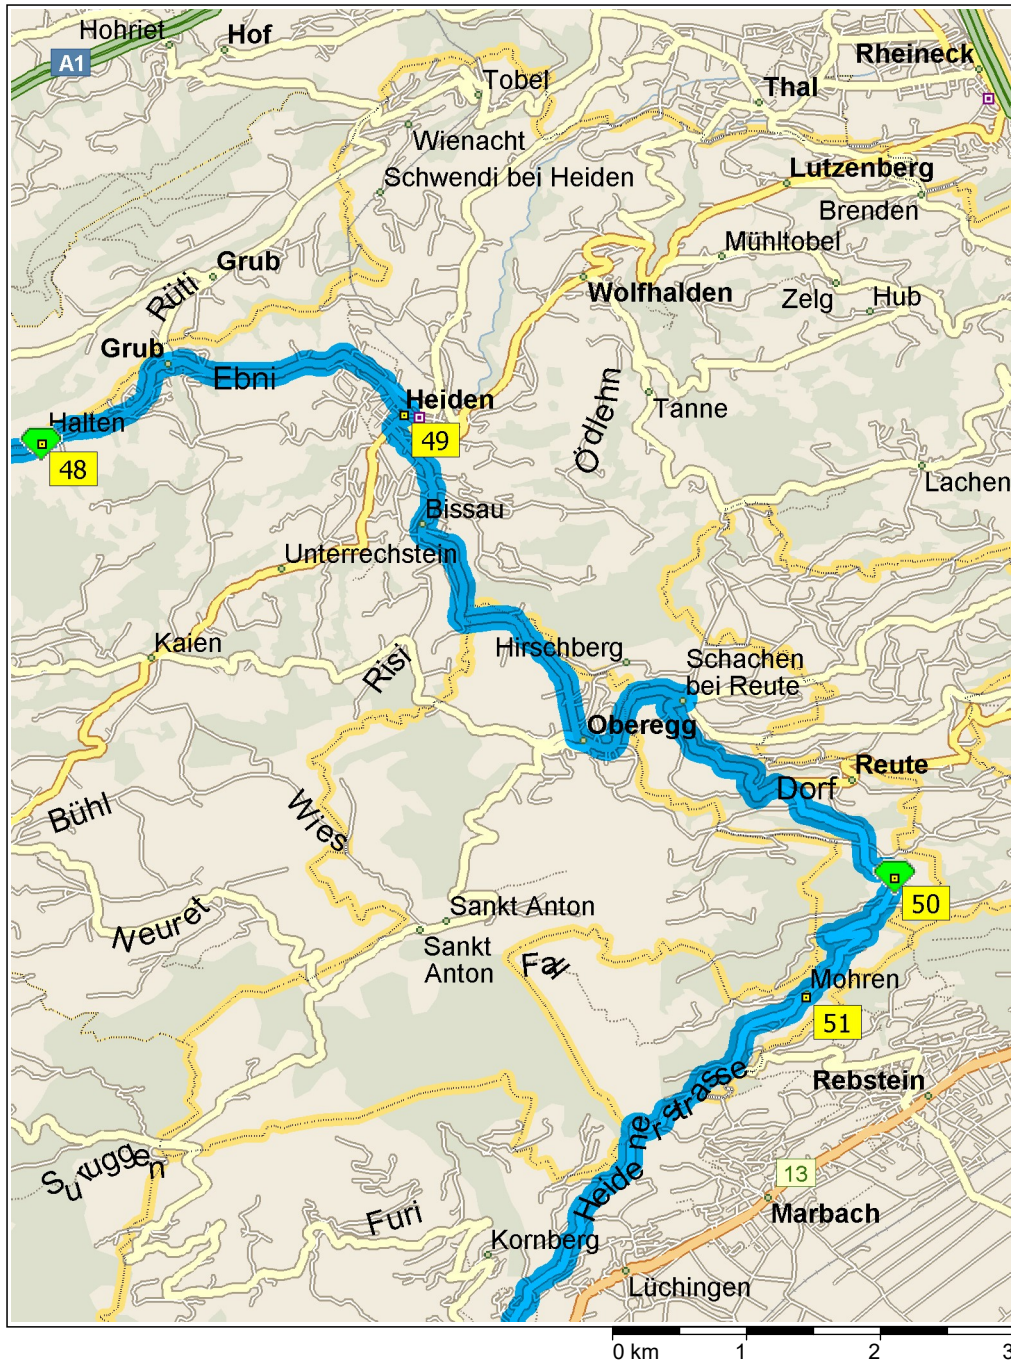 Hohriet
Hof
A1
Rheineck
Tobel
Thal
Wienacht
Schwendi bei Heiden
Lutzenberg
Brenden
Mühltobel
Grub
Wolfhalden
Zelg
Hub
Rüti
Grub
Ebni
Heiden
Halten
49
48
Ödlehn
Tanne
Lachen
Bissau
Unterrechstein
Kaien
Hirschberg
Risi
Schachen
bei Reute
Oberegg
Reute
Dorf
Bühl
Wies
50
Neuret
Sankt Anton
Sankt
Anton
Mohren
51
Rebstein
Heidenerstrasse
13
Marbach
Furi
Kornberg
Lüchingen
0 km 1 2 3